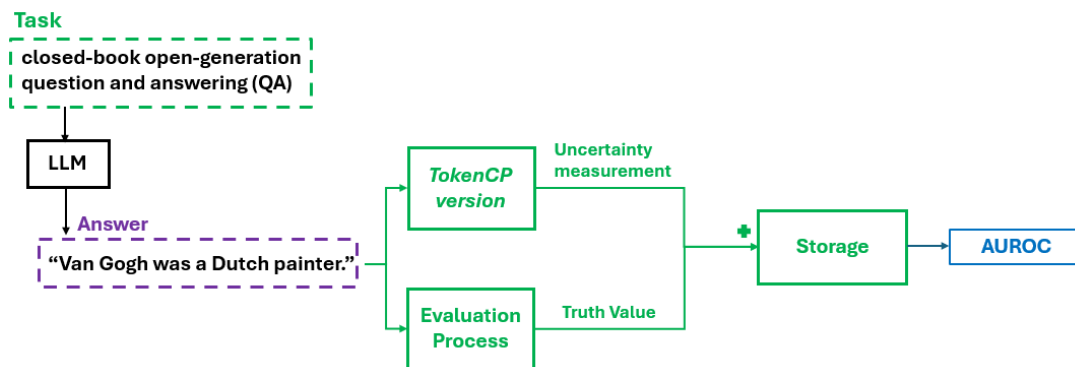 Task
closed-book open-generation
question and answering (QA)
LLM
Answer
“Van Gogh was a Dutch painter.”
TokenCP
version
Uncertainty
measurement
Evaluation
Process
Truth Value
Storage
AUROC